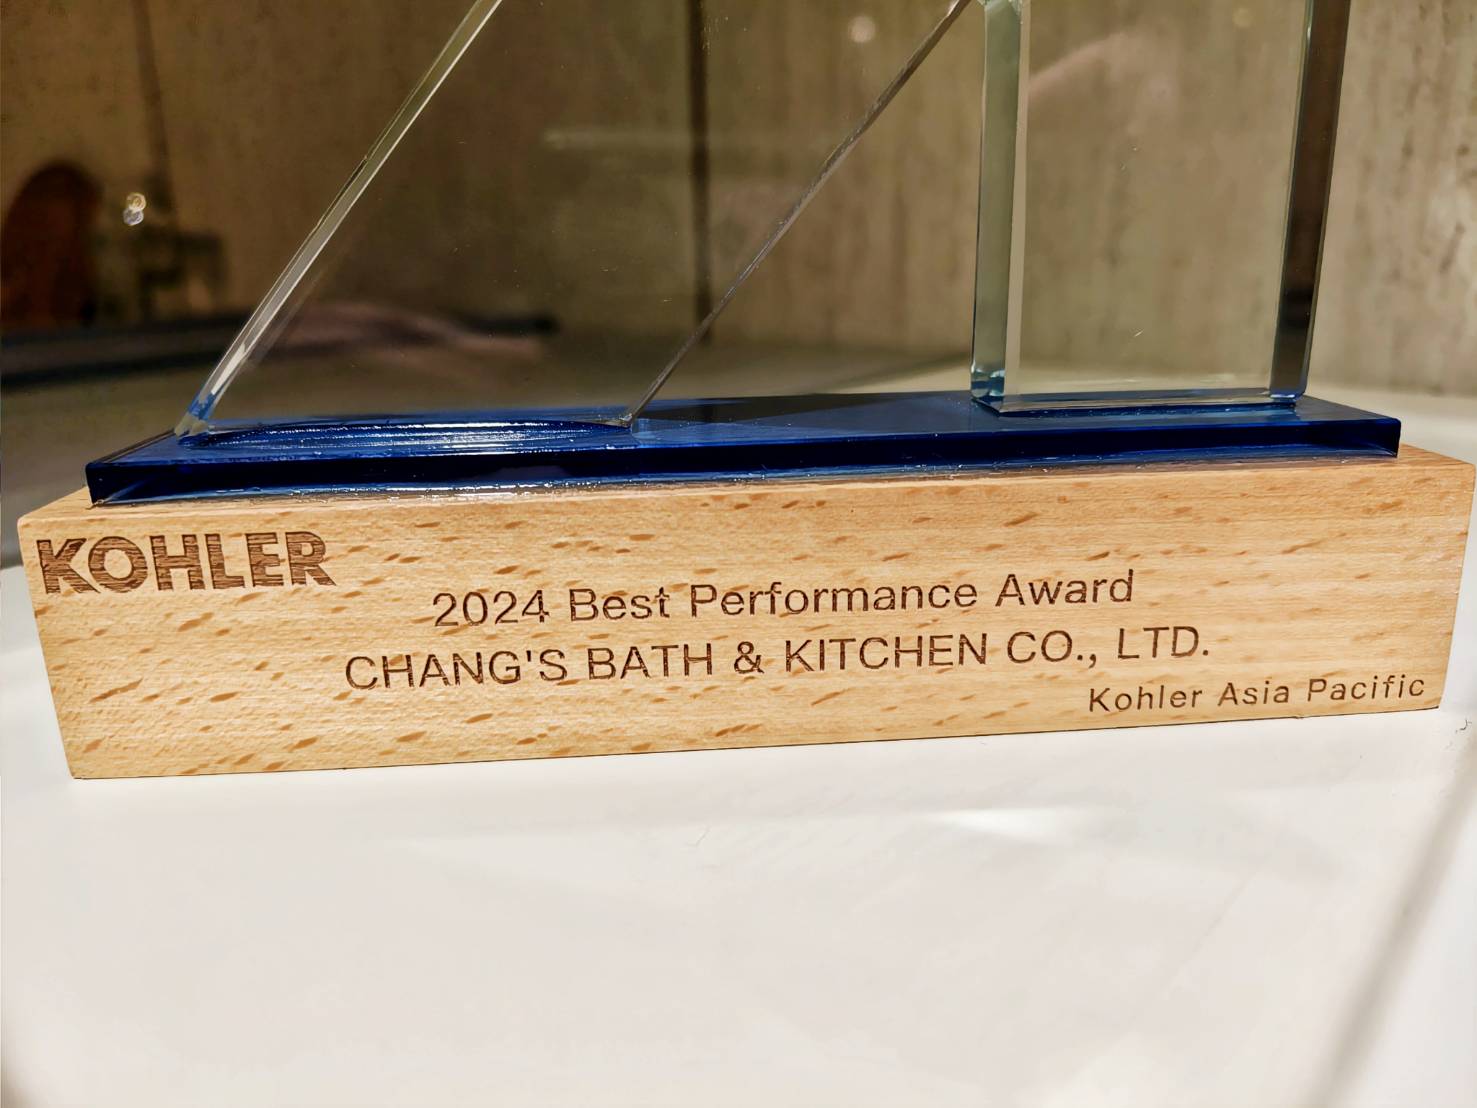 KOHLER
2024 Best Performance Award
CHANG'S BATH & KITCHEN CO., LTD.
Kohler Asia Pacific